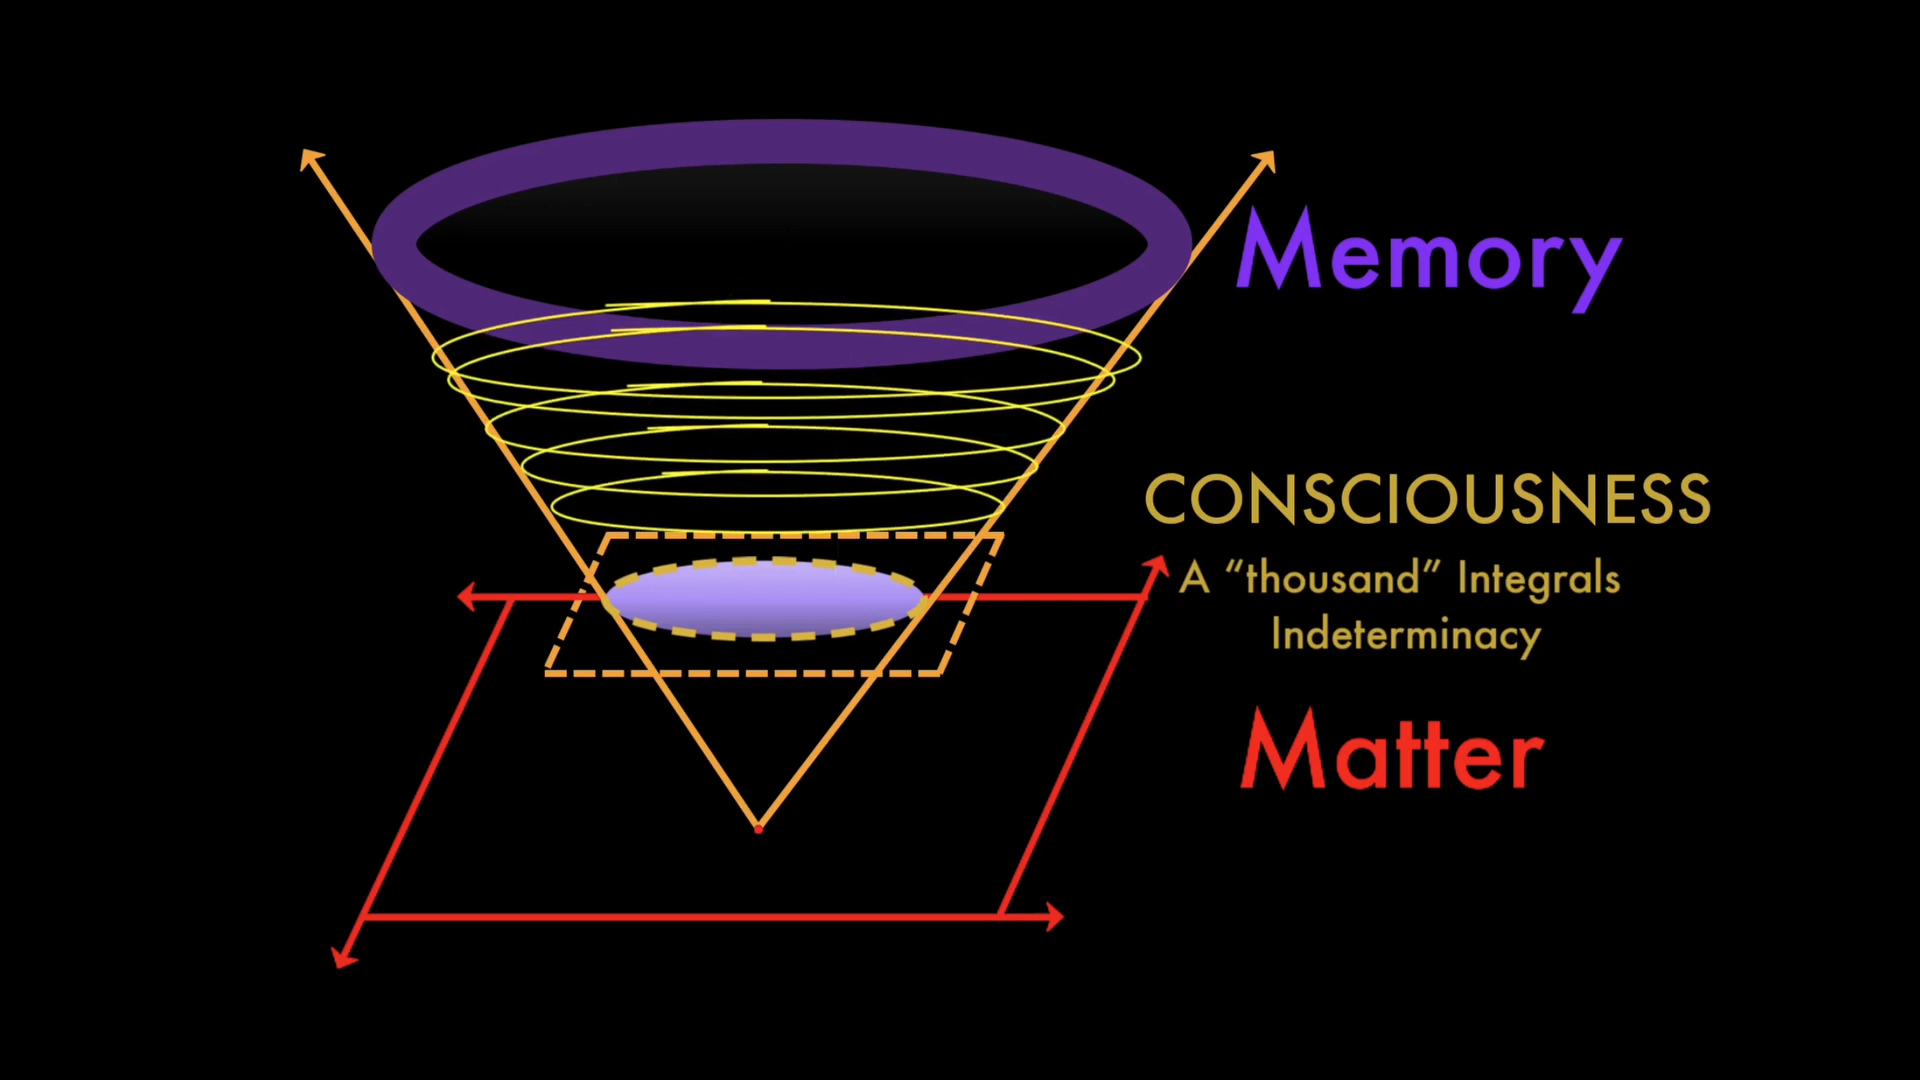 Memory
CONSCIOUSNESS
A “thousand” Integrals
Indeterminacy
Matter